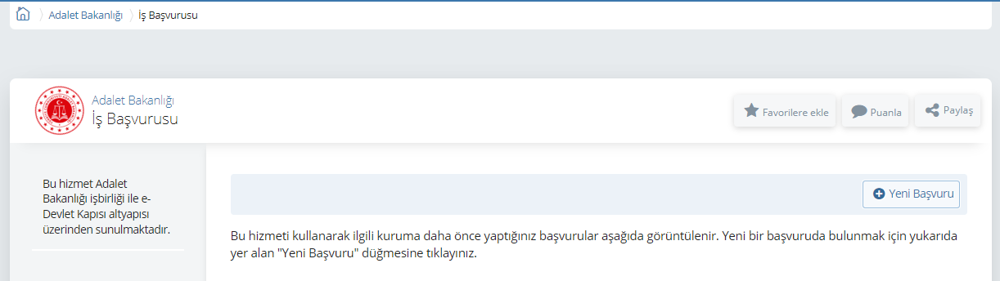 Adalet Bakanlığı İş Başvurusu
Adalet Bakanlığı
İş Başvurusu
Favorilere ekle Puanla Paylaş
Bu hizmet Adalet
Bakanlığı işbirliği ile e-
Devlet Kapısı altyapısı
üzerinden sunulmaktadır.
Yeni Başvuru
Bu hizmeti kullanarak ilgili kuruma daha önce yaptığınız başvurular aşağıda görüntülenir. Yeni bir başvuruda bulunmak için yukarıda
yer alan "Yeni Başvuru" düğmesine tıklayınız.